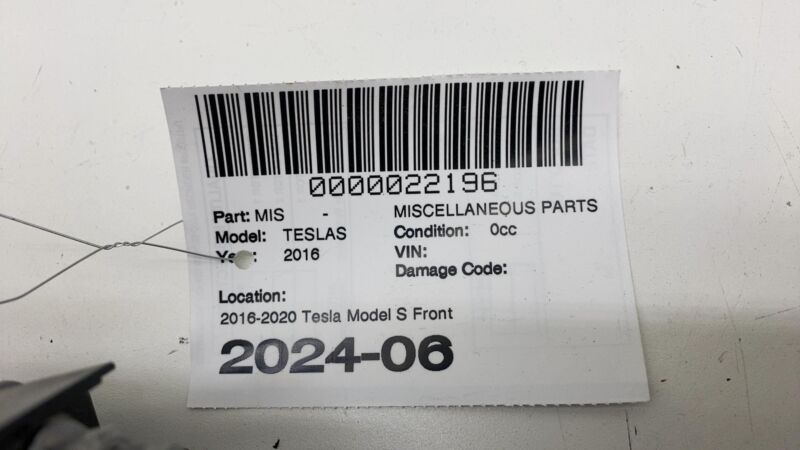 0000022196
Part: MIS - MISCELLANEOUS PARTS
Model: TESLAS Condition: 0cc
2016 VIN:
Damage Code:
Location:
2016-2020 Tesla Model S Front
2024-06